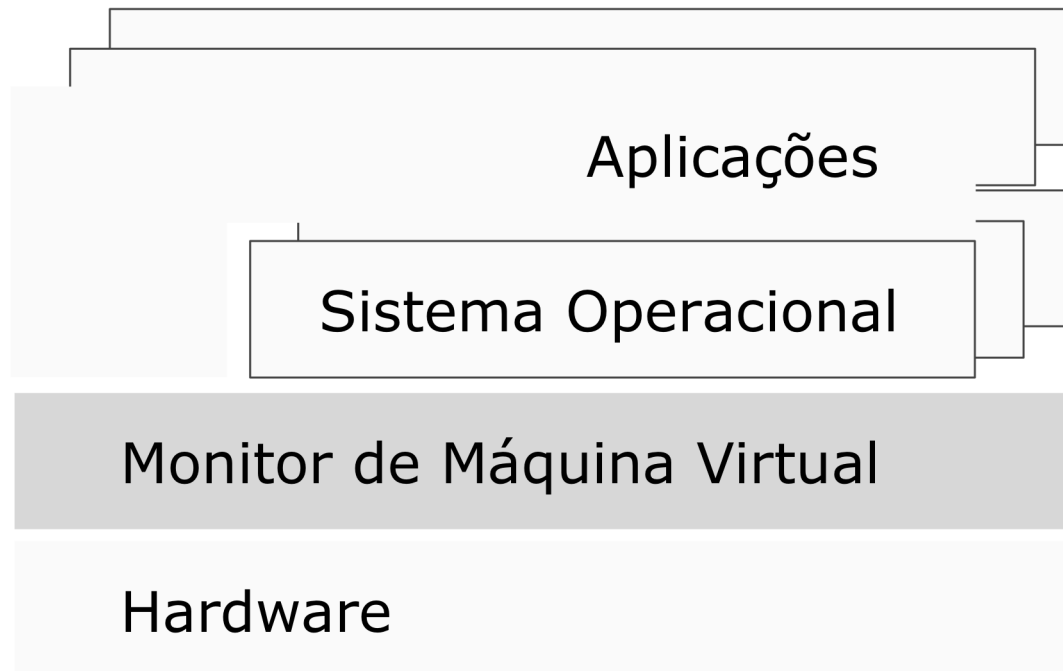 Aplicações
Sistema Operacional
Monitor de Máquina Virtual
Hardware